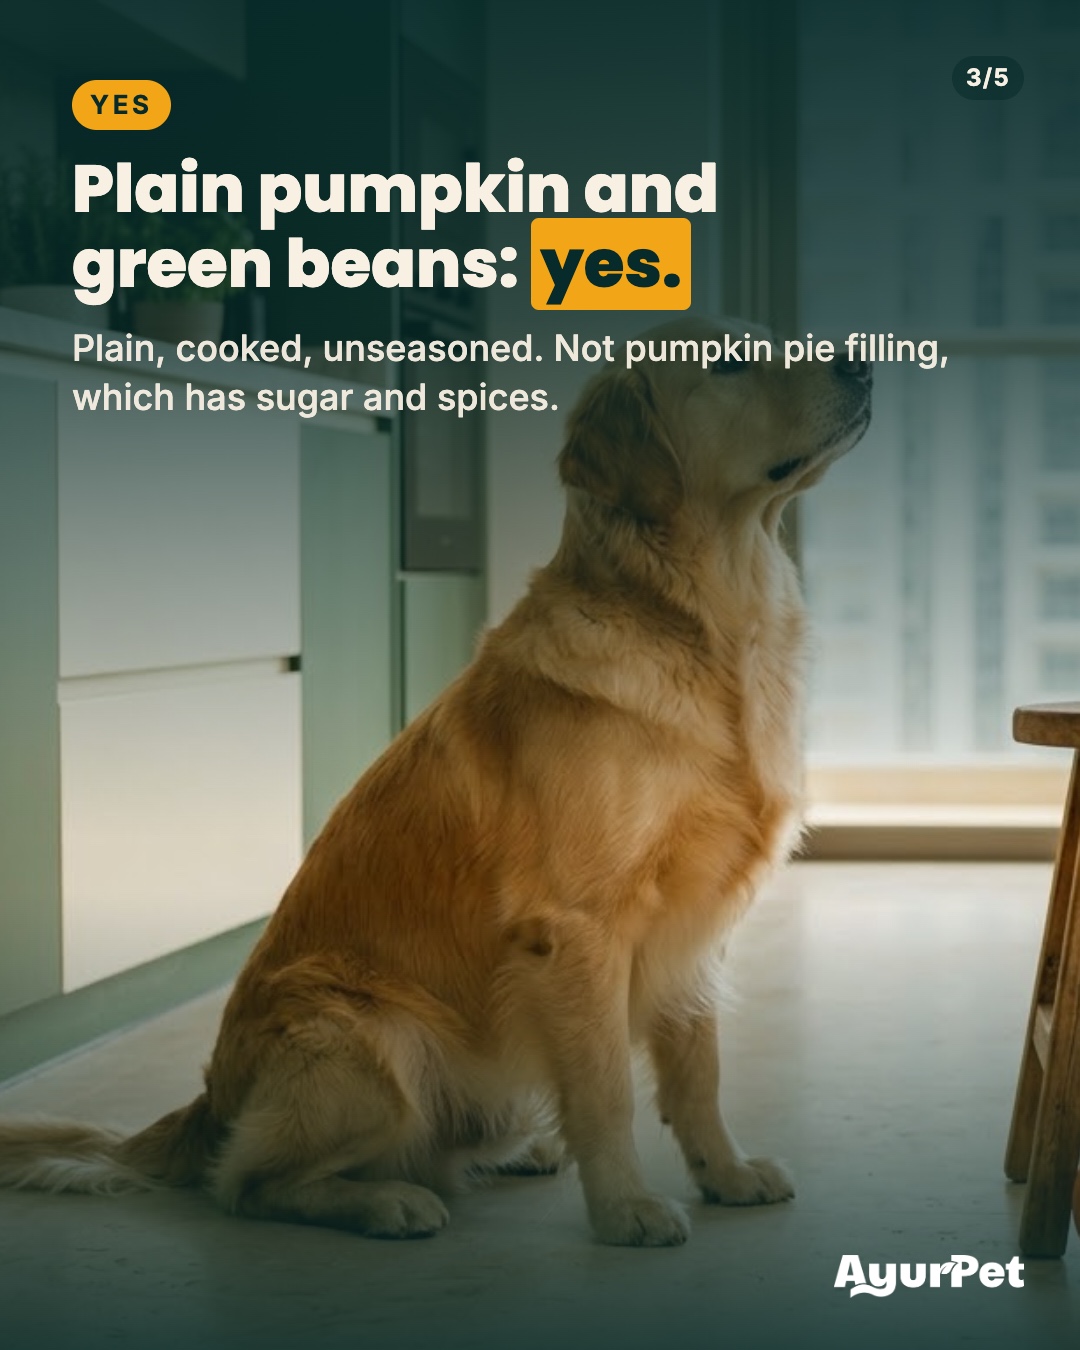 3/5
YES
Plain pumpkin and
green beans: yes.
Plain, cooked, unseasoned. Not pumpkin pie filling,
which has sugar and spices.
AyurPet